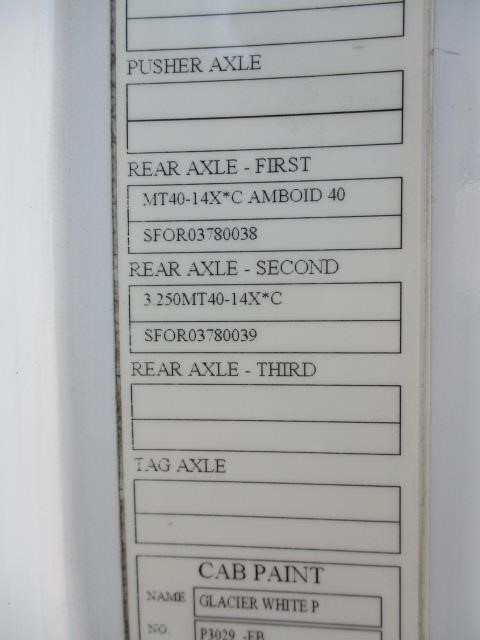 PUSHER AXLE
REAR AXLE - FIRST
MT40-14X*C AMBOID 40
SFOR03780038
REAR AXLE - SECOND
3.250MT40-14X*C
SFOR03780039
REAR AXLE - THIRD
TAG AXLE
CAB PAINT
NAME GLACIER WHITE P
NO. P3029 -FB